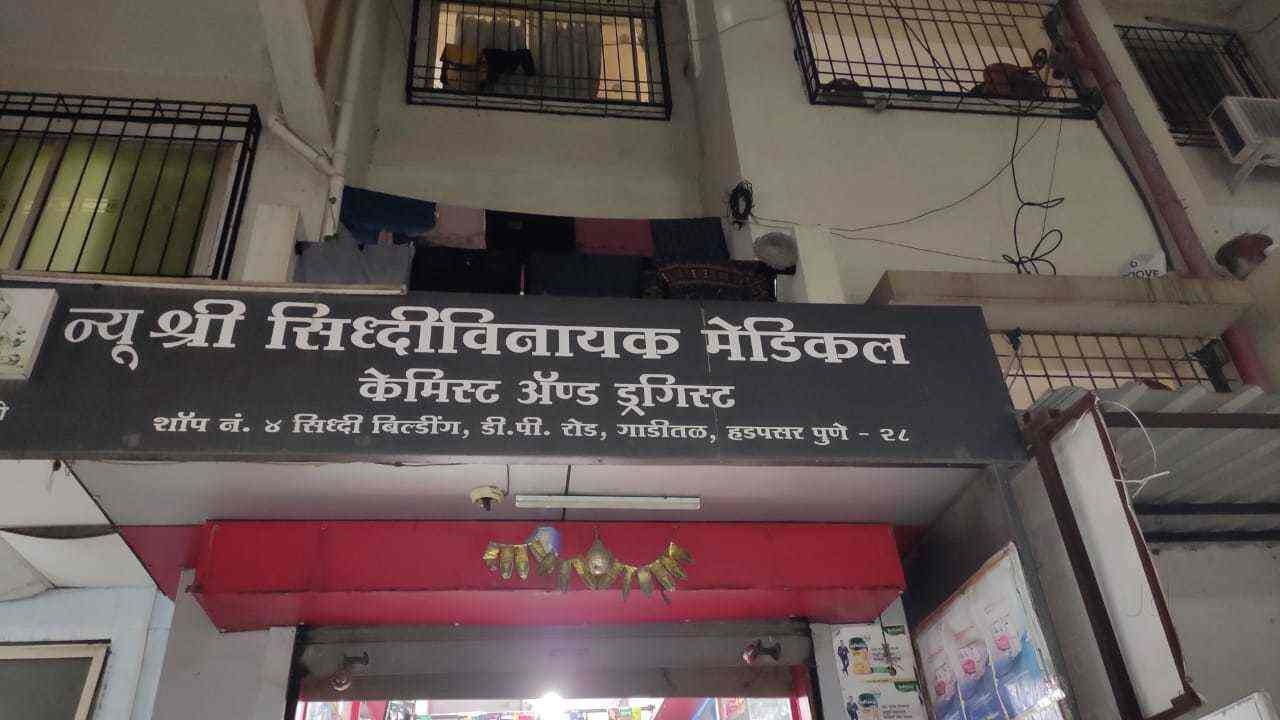 न्यू श्री सिध्दीविनायक मेडिकल
केमिस्ट ॲण्ड ड्रगिस्ट
शॉप नं. ४ सिध्दी बिल्डींग, डी.पी. रोड, गाडीतळ, हडपसर पुणे - २८